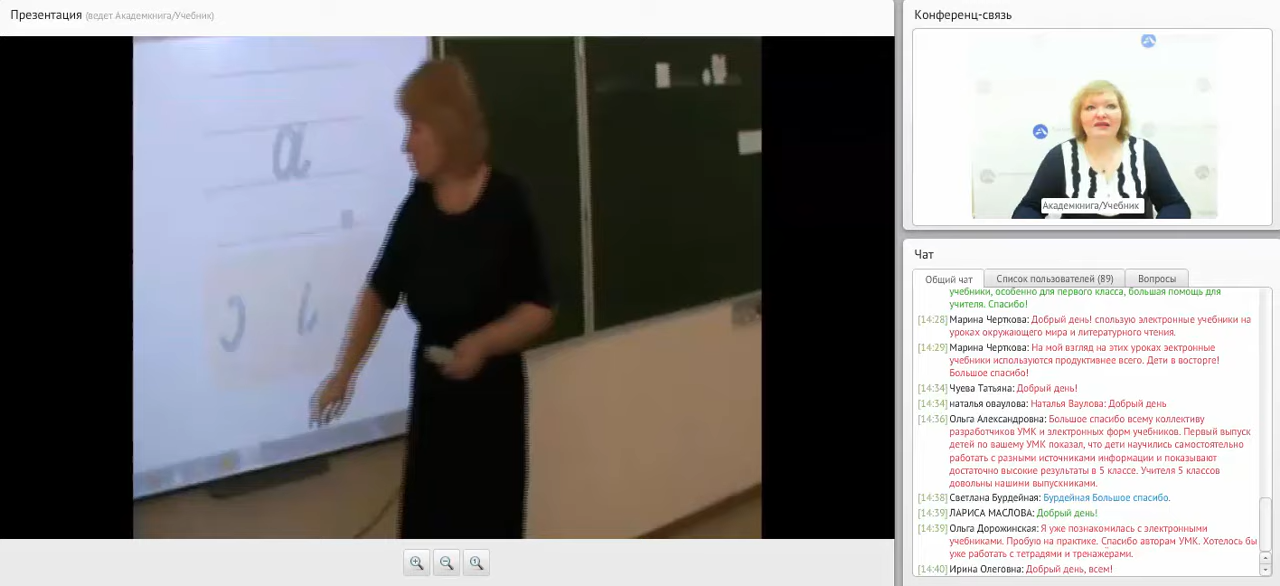 Презентация (ведет Академкнига/Учебник)
а
Конференц-связь
Академкнига/Учебник
Чат
Общий чат
Список пользователей (89)
Вопросы
учебники, особенно для первого класса, большая помощь для
учителя. Спасибо!
[14:28] Марина Черткова: Добрый день! спользую электронные учебники на
уроках окружающего мира и литературного чтения.
[14:29] Марина Черткова: На мой взгляд на этих уроках эектронные
учебники используются продуктивнее всего. Дети в восторге!
Большое спасибо!
[14:34] Чуева Татьяна: Добрый день!
[14:34] наталья оваулова: Наталья Ваулова: Добрый день
[14:36] Ольга Александровна: Большое спасибо всему коллективу
разработчиков УМК и электронных форм учебников. Первый выпуск
детей по вашему УМК показал, что дети научились самостоятельно
работать с разными источниками информации и показывают
достаточно высокие результаты в 5 классе. Учителя 5 классов
довольны нашини выпускниками.
[14:38] Светлана Бурдейная: Бурдейная Большое спасибо.
[14:39] ЛАРИСА МАСЛОВА: Добрый день!
[14:39] Ольга Дорожинская: Я уже познакомилась с электронными
учебниками. Пробую на практике. Спасибо авторам УМК. Хотелось бы
уже работать с тетрадями и тренажерами.
[14:40] Ирина Олеговна: Добрый день, всем!